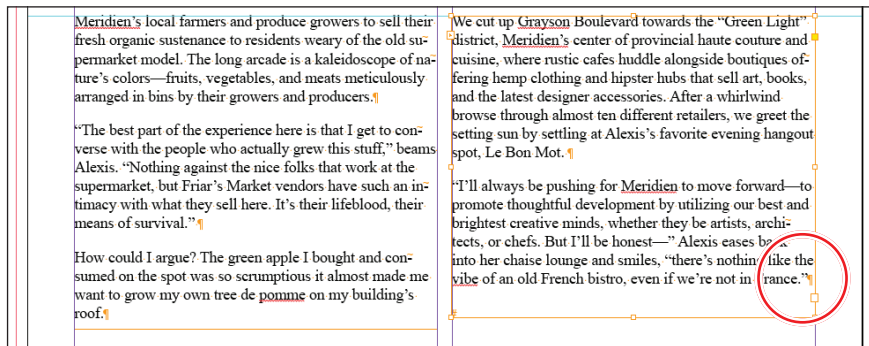 Meridien’s local farmers and produce growers to sell their
fresh organic sustenance to residents weary of the old su-
permarket model. The long arcade is a kaleidoscope of na-
ture’s colors—fruits, vegetables, and meats meticulously
arranged in bins by their growers and producers.¶
“The best part of the experience here is that I get to con-
verse with the people who actually grew this stuff,” beams
Alexis. “Nothing against the nice folks that work at the
supermarket, but Friar’s Market vendors have such an in-
timacy with what they sell here. It’s their lifeblood, their
means of survival.”¶
How could I argue? The green apple I bought and con-
sumed on the spot was so scrumptious it almost made me
want to grow my own tree de pomme on my building’s
roof.¶
We cut up Grayson Boulevard towards the “Green Light”
district, Meridien’s center of provincial haute couture and
cuisine, where rustic cafes huddle alongside boutiques of-
fering hemp clothing and hipster hubs that sell art, books,
and the latest designer accessories. After a whirlwind
browse through almost ten different retailers, we greet the
setting sun by settling at Alexis’s favorite evening hangout
spot, Le Bon Mot. ¶
“I’ll always be pushing for Meridien to move forward—to
promote thoughtful development by utilizing our best and
brightest creative minds, whether they be artists, archi-
tects, or chefs. But I’ll be honest—” Alexis eases back
into her chaise lounge and smiles, “there’s nothing like the
vibe of an old French bistro, even if we’re not in France.”¶